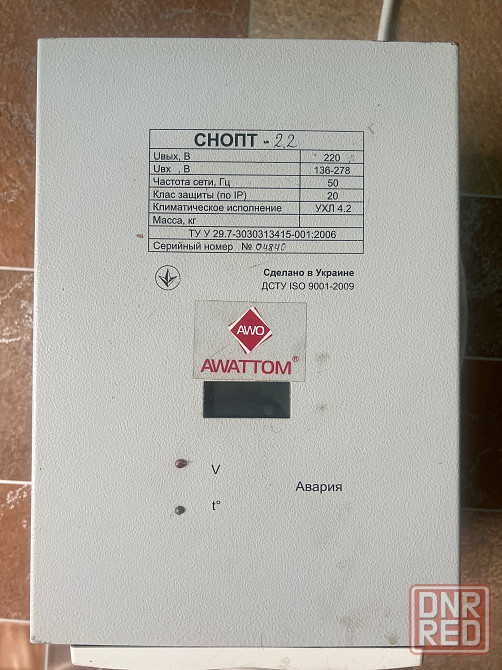 СНОПТ - 2,2
Uвых, В 220
Uвх , В 136-278
Частота сети, Гц 50
Клас защиты (по IP) 20
Климатическое исполнение УХЛ 4.2
Масса, кг
ТУ У 29.7-3030313415-001:2006
Серийный номер № 04840
Сделано в Украине
ДСТУ ISO 9001-2009
AWO
AWATTOM®
V
Авария
t°
DNR
RED